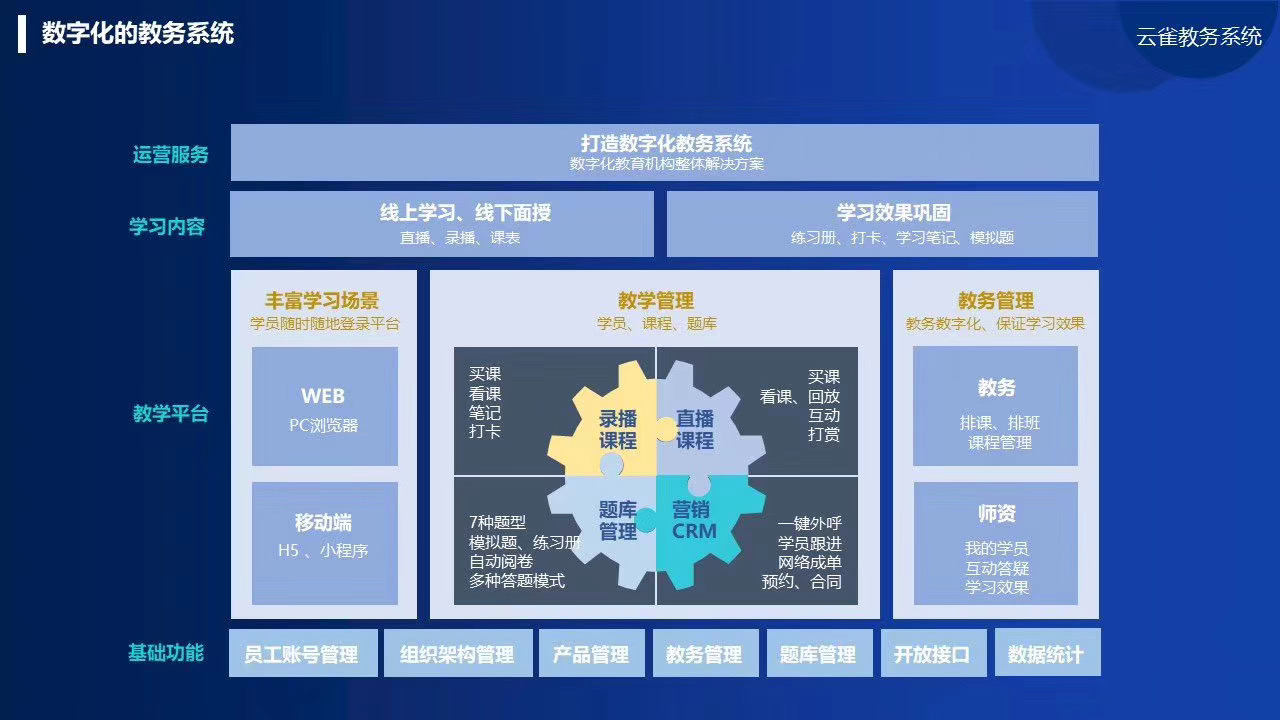 数字化的教务系统
云雀教务系统
运营服务
打造数字化教务系统
数字化教育机构整体解决方案
学习内容
线上学习、线下面授
直播、录播、课表
学习效果巩固
练习册、打卡、学习笔记、模拟题
教学平台
丰富学习场景
学员随时随地登录平台
WEB
PC浏览器
移动端
H5 、小程序
教学管理
学员、课程、题库
买课
看课
笔记
打卡
录播
课程
直播
课程
买课
看课、回放
互动
打赏
7种题型
模拟题、练习册
自动阅卷
多种答题模式
题库
管理
营销
CRM
一键外呼
学员跟进
网络成单
预约、合同
教务管理
教务数字化、保证学习效果
教务
排课、排班
课程管理
师资
我的学员
互动答疑
学习效果
基础功能
员工账号管理
组织架构管理
产品管理
教务管理
题库管理
开放接口
数据统计